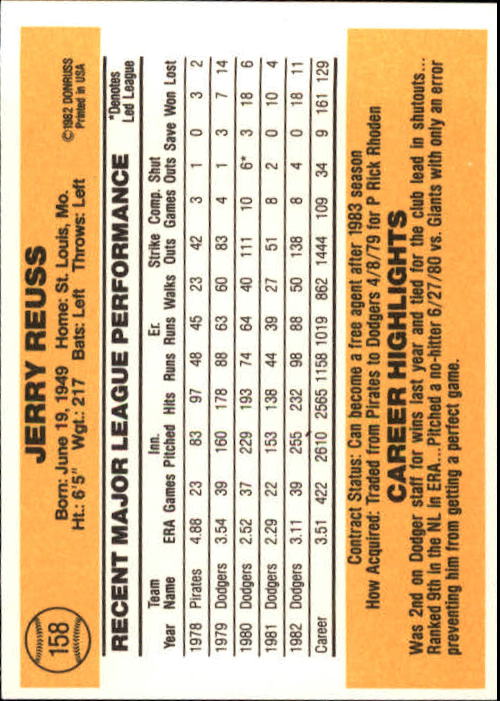 158
JERRY REUSS
©1982 DONRUSS
Printed in USA
Born: June 19, 1949 Home: St. Louis, Mo.
Ht.: 6'5" Wgt.: 217 Bats: Left Throws: Left
RECENT MAJOR LEAGUE PERFORMANCE
*Denotes
Led League
Team Inn. Er. Strike Comp. Shut
Year Name ERA Games Pitched Hits Runs Runs Walks Outs Games Outs Save Won Lost
1978 Pirates 4.88 23 83 97 48 45 23 42 3 1 0 3 2
1979 Dodgers 3.54 39 160 178 88 63 60 83 4 1 3 7 14
1980 Dodgers 2.52 37 229 193 74 64 40 111 10 6* 3 18 6
1981 Dodgers 2.29 22 153 138 44 39 27 51 8 2 0 10 4
1982 Dodgers 3.11 39 255 232 98 88 50 138 8 4 0 18 11
Career 3.51 422 2610 2565 1158 1019 862 1444 109 34 9 161 129
Contract Status: Can become a free agent after 1983 season
How Acquired: Traded from Pirates to Dodgers 4/8/79 for P Rick Rhoden
CAREER HIGHLIGHTS
Was 2nd on Dodger staff for wins last year and tied for the club lead in shutouts...
Ranked 9th in the NL in ERA... Pitched a no-hitter 6/27/80 vs. Giants with only an error
preventing him from getting a perfect game.